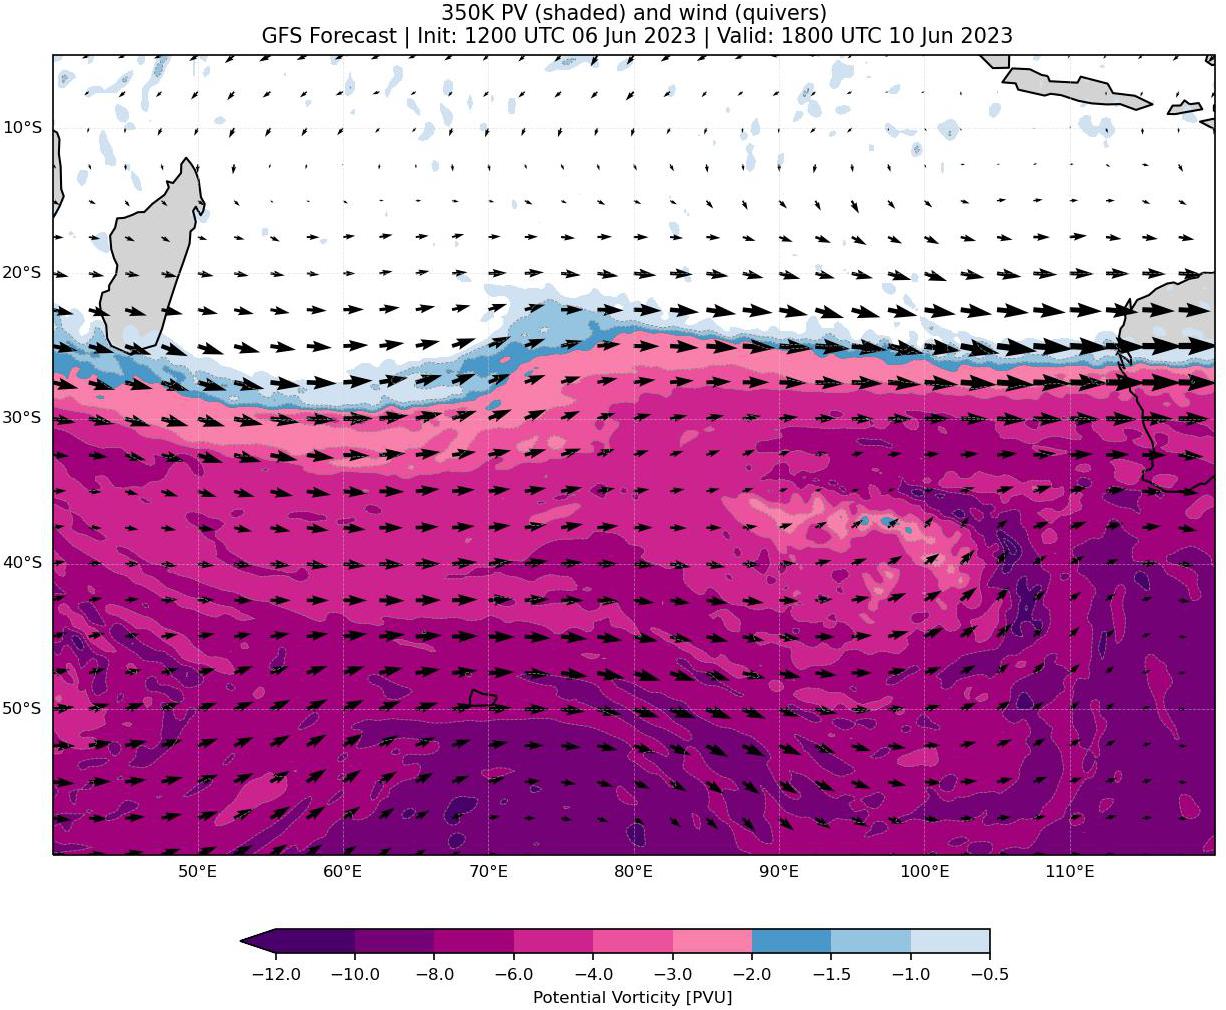 350K PV (shaded) and wind (quivers)
GFS Forecast | Init: 1200 UTC 06 Jun 2023 | Valid: 1800 UTC 10 Jun 2023
10°S
20°S
30°S
40°S
50°S
50°E 60°E 70°E 80°E 90°E 100°E 110°E
−12.0 −10.0 −8.0 −6.0 −4.0 −3.0 −2.0 −1.5 −1.0 −0.5
Potential Vorticity [PVU]